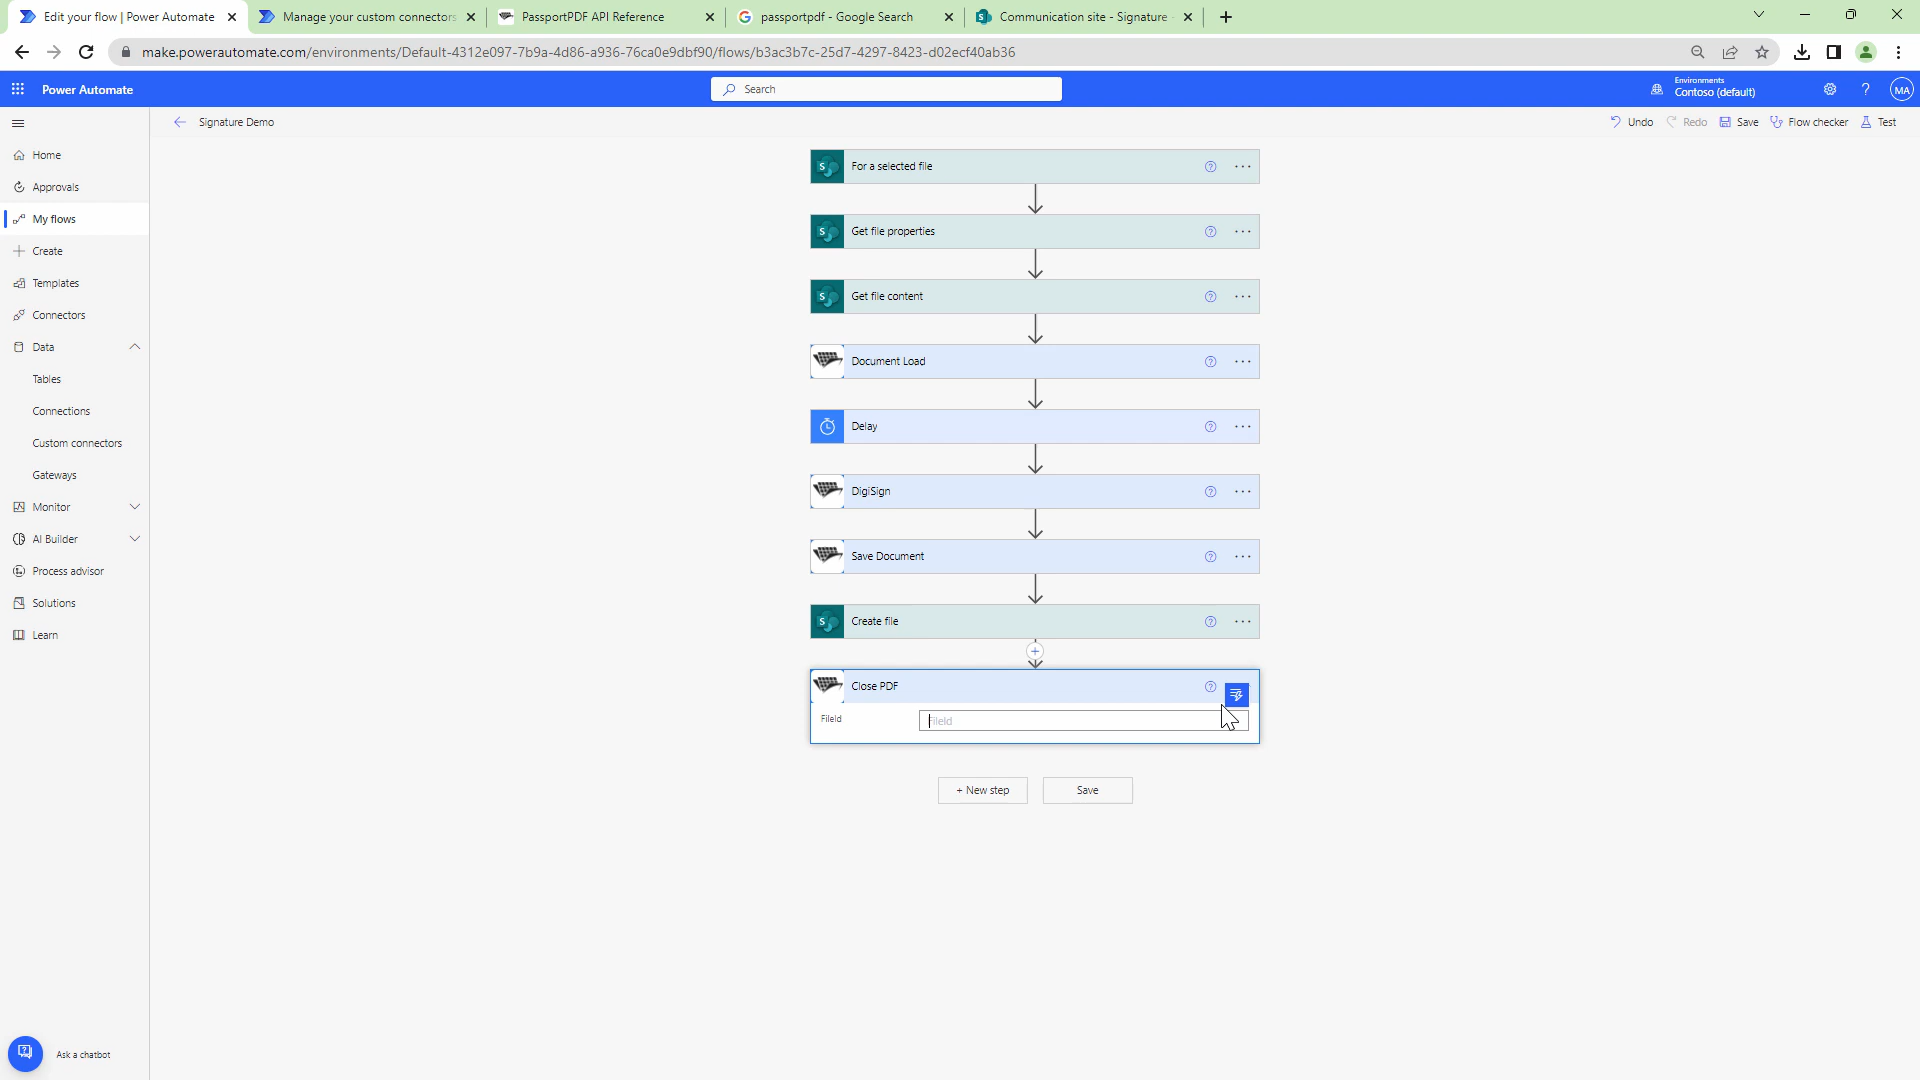 Edit your flow | Power Automate
Manage your custom connectors
PassportPDF API Reference
passportpdf - Google Search
Communication site - Signature
make.powerautomate.com/environments/Default-4312e097-7b9a-4d86-a936-76ca0e9dbf90/flows/b3ac3b7c-25d7-4297-8423-d02ecf40ab36
Power Automate
Search
Environments
Contoso (default)
MA
Signature Demo
Undo
Redo
Save
Flow checker
Test
Home
Approvals
My flows
Create
Templates
Connectors
Data
Tables
Connections
Custom connectors
Gateways
Monitor
AI Builder
Process advisor
Solutions
Learn
Ask a chatbot
For a selected file
Get file properties
Get file content
Document Load
Delay
DigiSign
Save Document
Create file
Close PDF
FileId
FileId
+ New step
Save